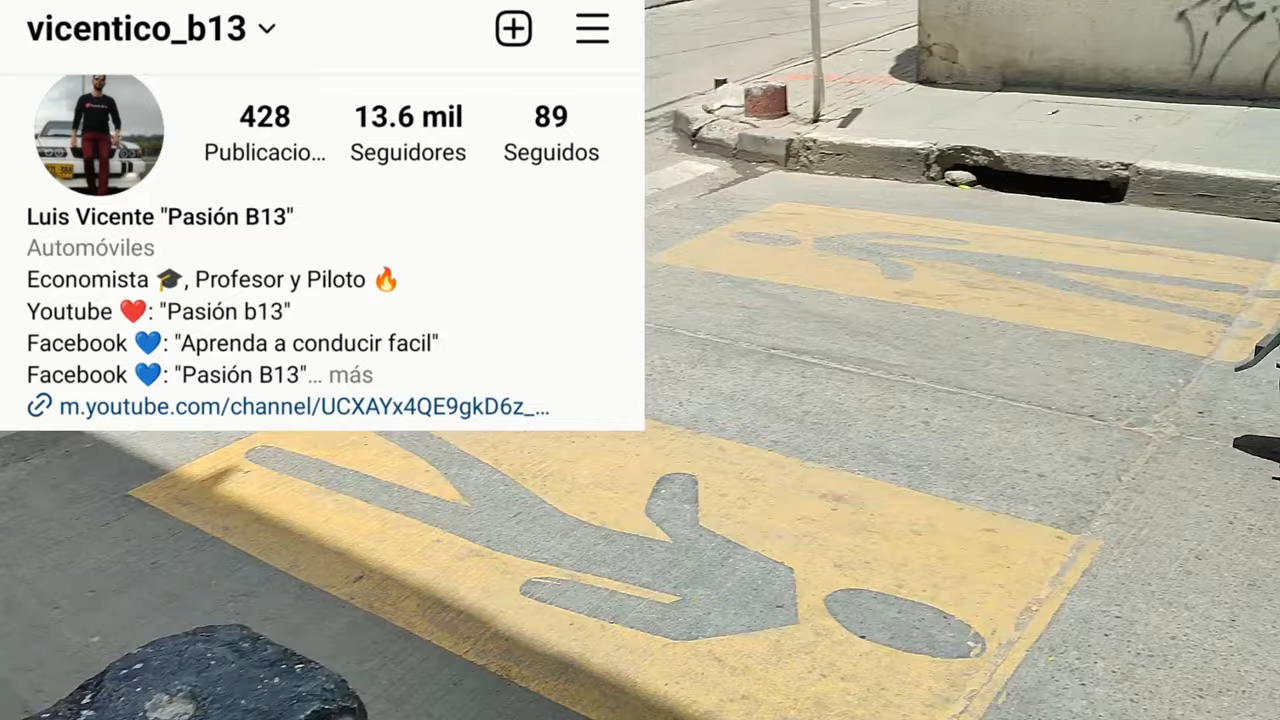 vicentico_b13
428
13.6 mil
89
Publicacio...
Seguidores
Seguidos
Luis Vicente "Pasión B13"
Automóviles
Economista 🎓, Profesor y Piloto 🔥
Youtube ❤️: "Pasión b13"
Facebook 💙: "Aprenda a conducir facil"
Facebook 💙: "Pasión B13"... más
m.youtube.com/channel/UCXAYx4QE9gkD6z_...